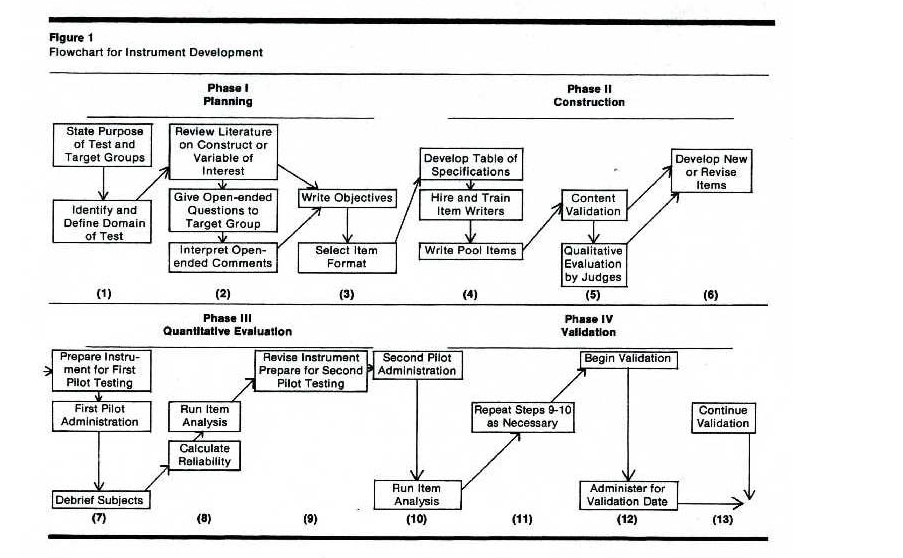 Figure 1
Flowchart for Instrument Development
Phase I
Planning
Phase II
Construction
State Purpose
of Test and
Target Groups
Identify and
Define Domain
of Test
(1)
Review Literature
on Construct or
Variable of
Interest
Give Open-ended
Questions to
Target Group
Interpret Open-
ended Comments
(2)
Write Objectives
Select Item
Format
(3)
Develop Table of
Specifications
Hire and Train
Item Writers
Write Pool Items
(4)
Content
Validation
Qualitative
Evaluation
by Judges
(5)
Develop New
or Revise
Items
(6)
Phase III
Quantitative Evaluation
Phase IV
Validation
Prepare Instru-
ment for First
Pilot Testing
First Pilot
Administration
Debrief Subjects
(7)
Run Item
Analysis
Calculate
Reliability
(8)
Revise Instrument
Prepare for Second
Pilot Testing
(9)
Second Pilot
Administration
Run Item
Analysis
(10)
Repeat Steps 9-10
as Necessary
(11)
Begin Validation
Administer for
Validation Date
(12)
Continue
Validation
(13)